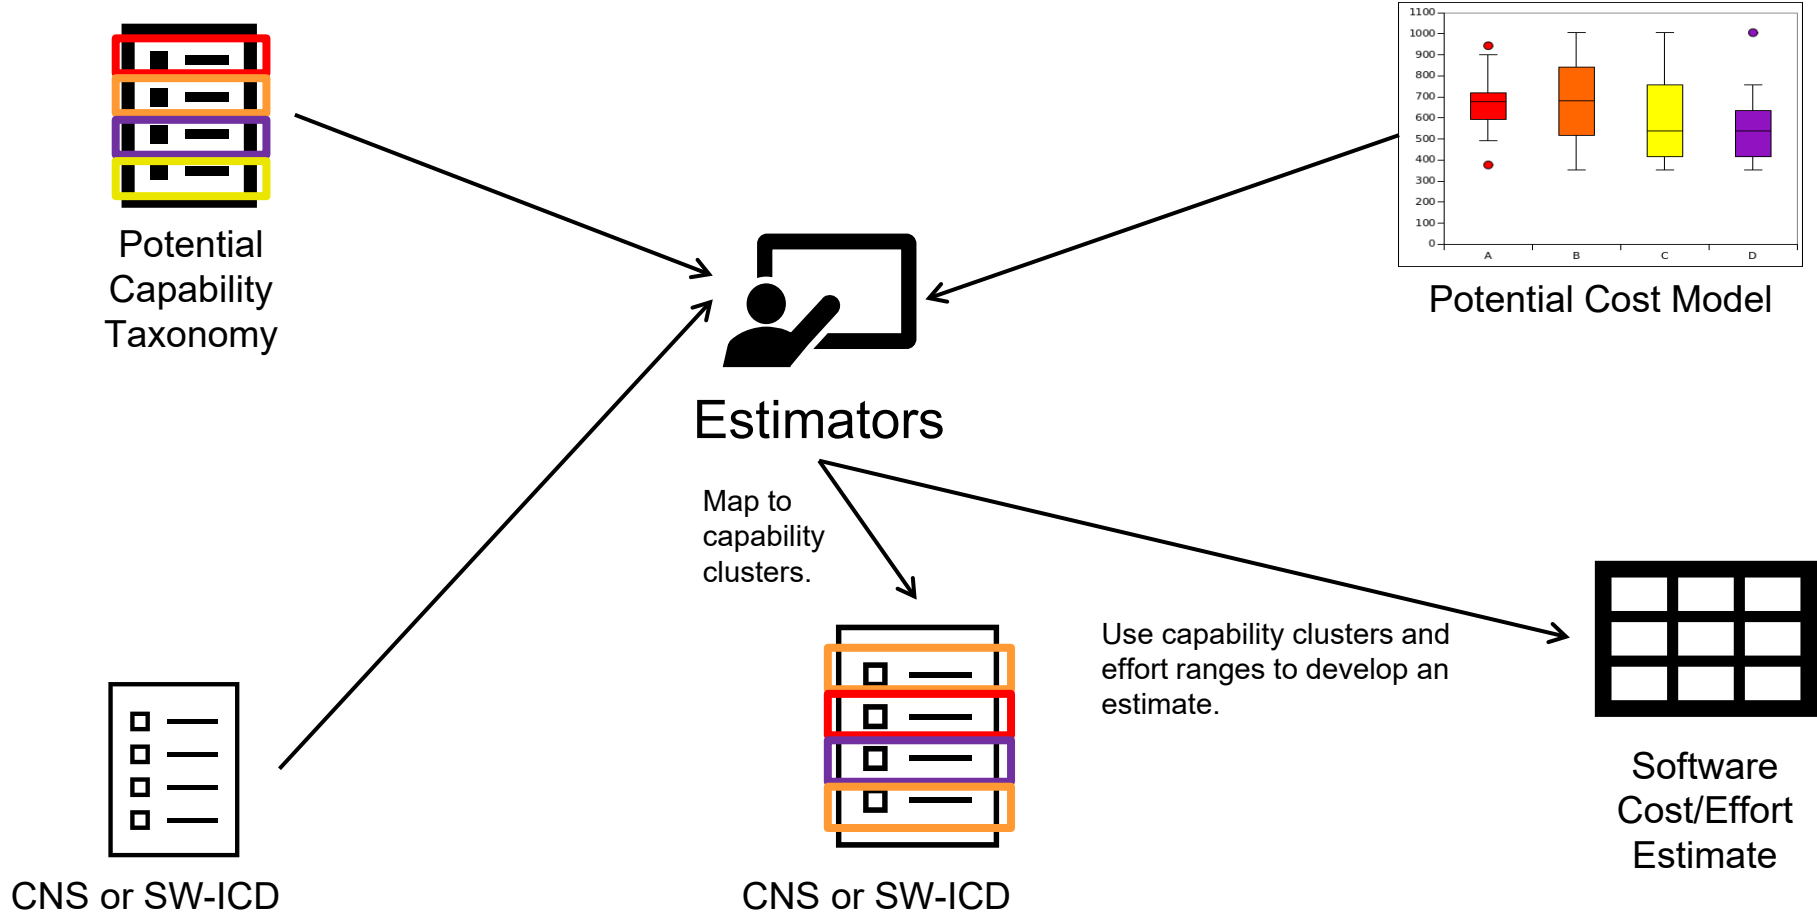 Potential
Capability
Taxonomy
1100
1000
900
800
700
600
500
400
300
200
100
0
A B C D
Potential Cost Model
Estimators
Map to
capability
clusters.
Use capability clusters and
effort ranges to develop an
estimate.
Software
Cost/Effort
Estimate
CNS or SW-ICD
CNS or SW-ICD